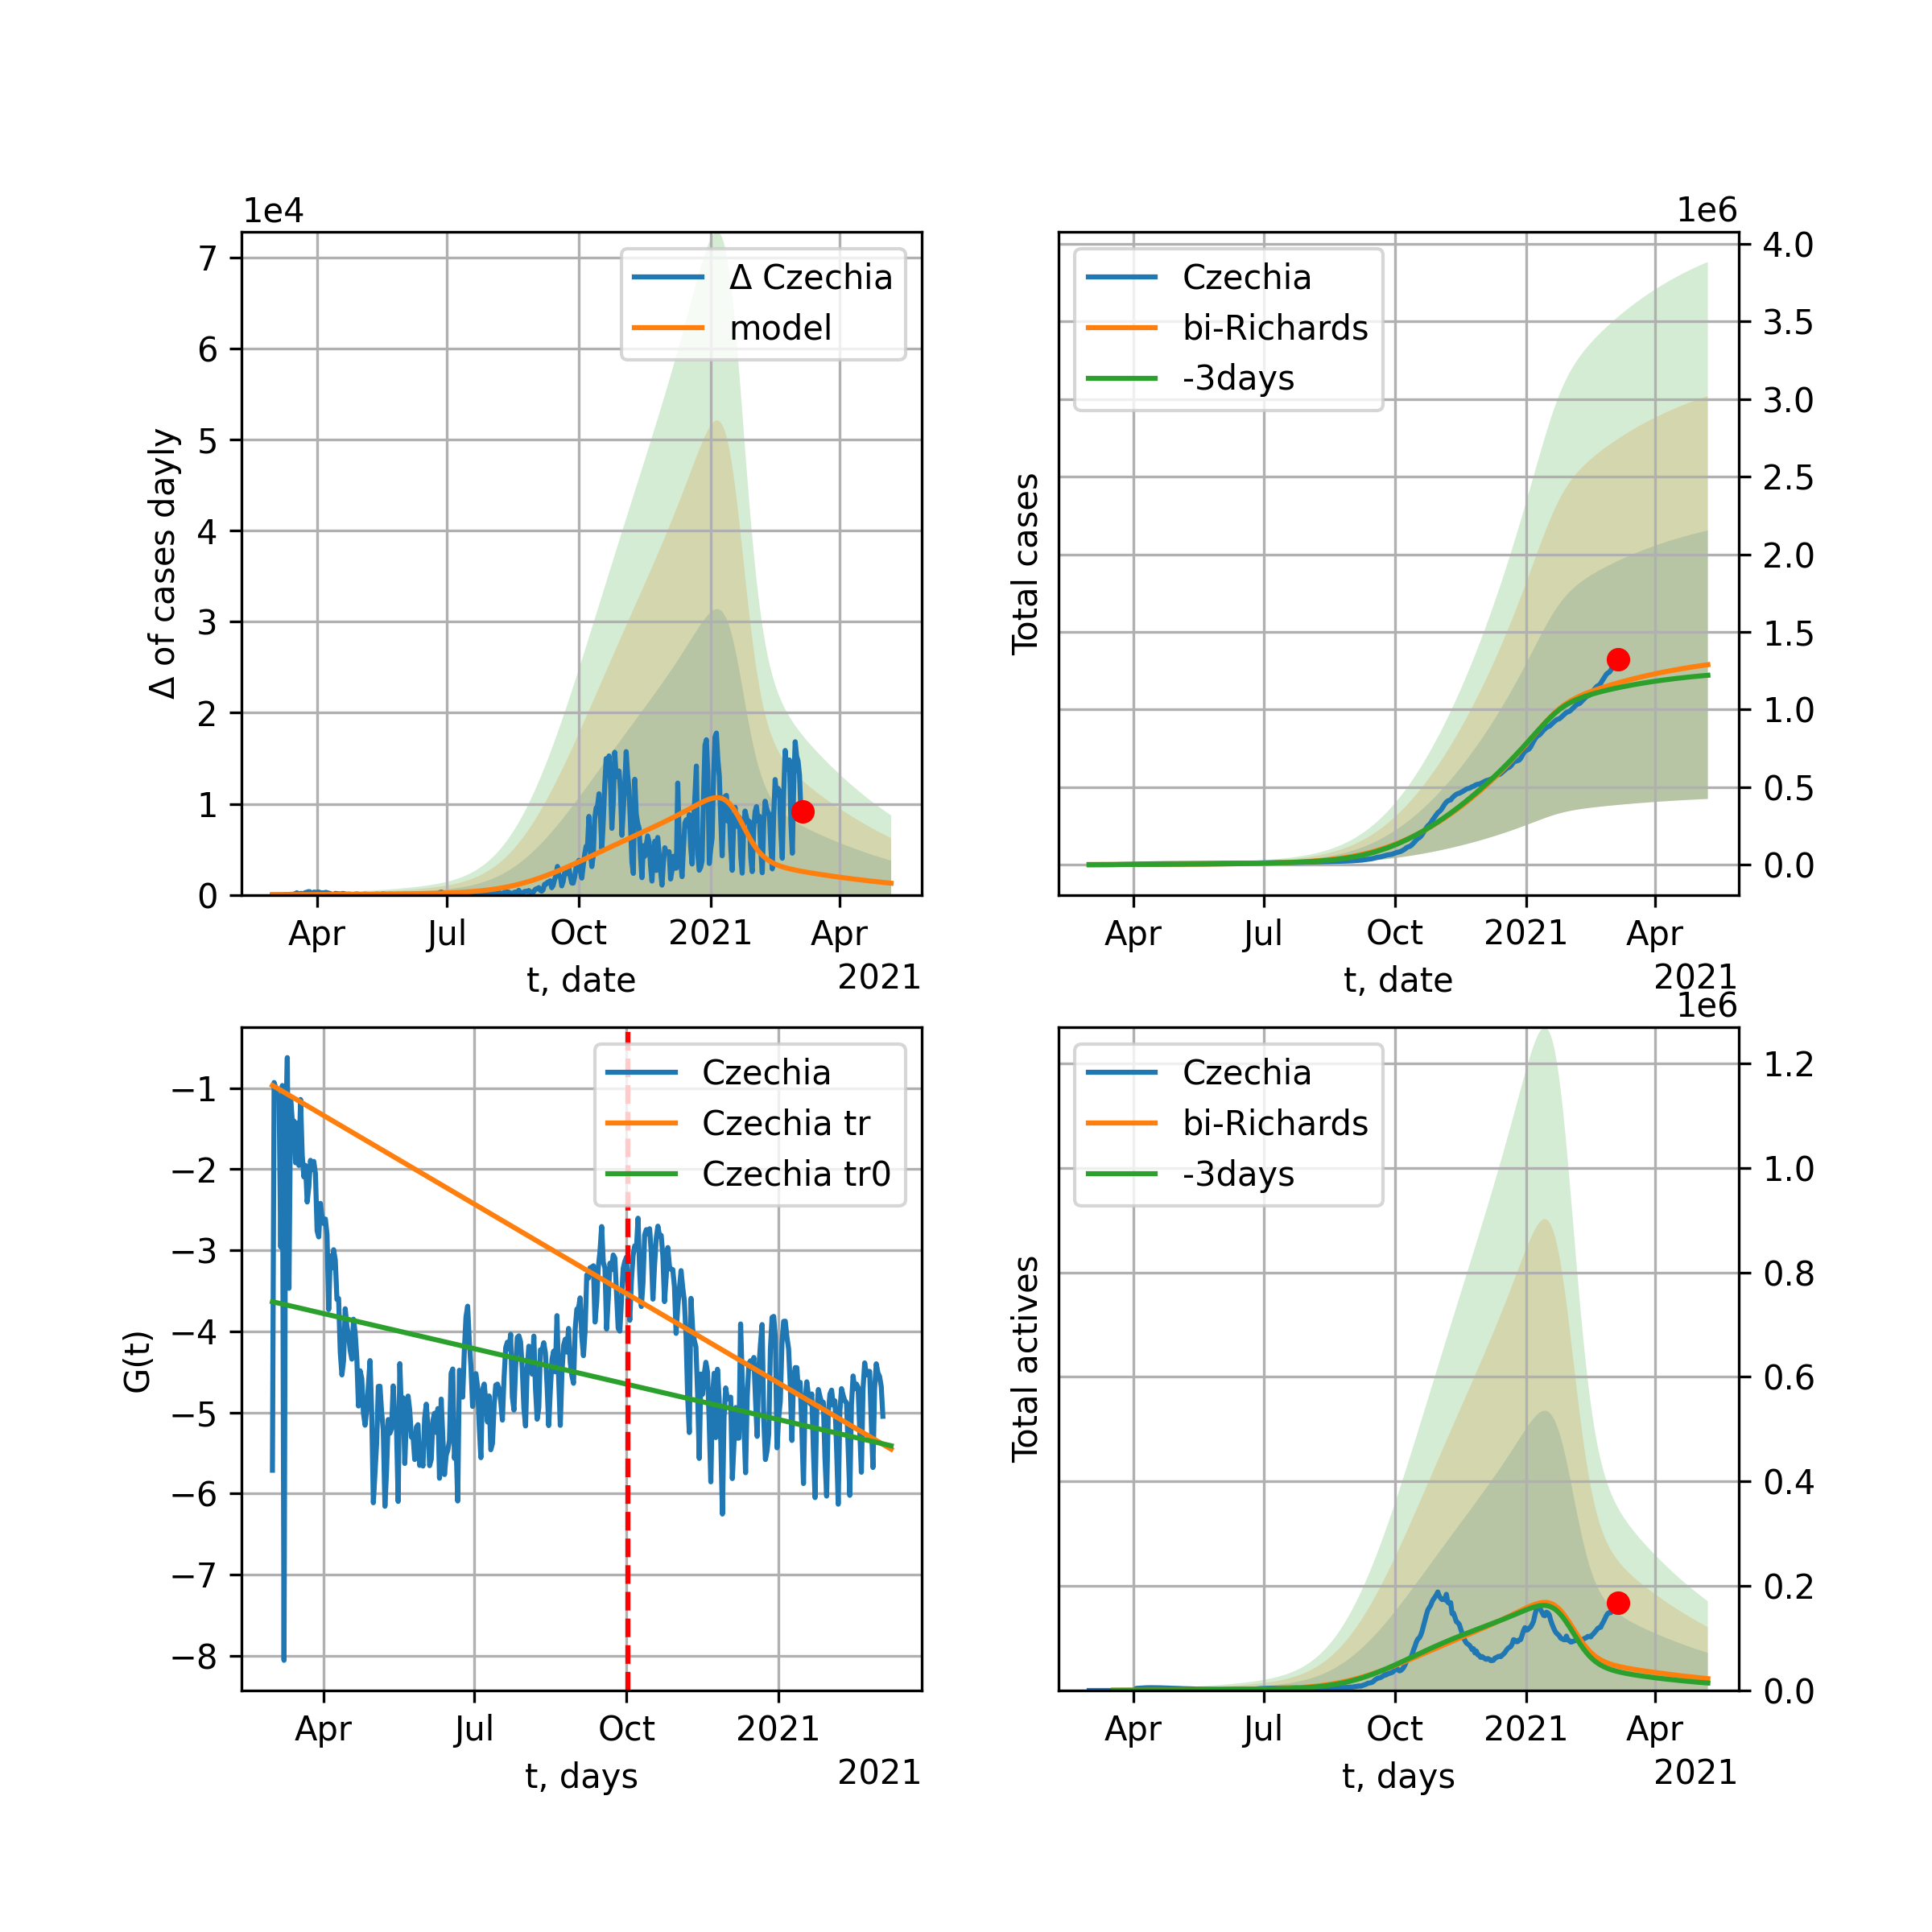 1e4
7
6
5
4
3
2
1
0
Δ of cases dayly
Δ Czechia
model
Apr
Jul
Oct
2021
Apr
t, date
2021
1e6
4.0
3.5
3.0
2.5
2.0
1.5
1.0
0.5
0.0
Total cases
Czechia
bi-Richards
-3days
Apr
Jul
Oct
2021
Apr
t, date
2021
−1
−2
−3
−4
−5
−6
−7
−8
G(t)
Czechia
Czechia tr
Czechia tr0
Apr
Jul
Oct
2021
t, days
2021
1e6
1.2
1.0
0.8
0.6
0.4
0.2
0.0
Total actives
Czechia
bi-Richards
-3days
Apr
Jul
Oct
2021
Apr
t, days
2021